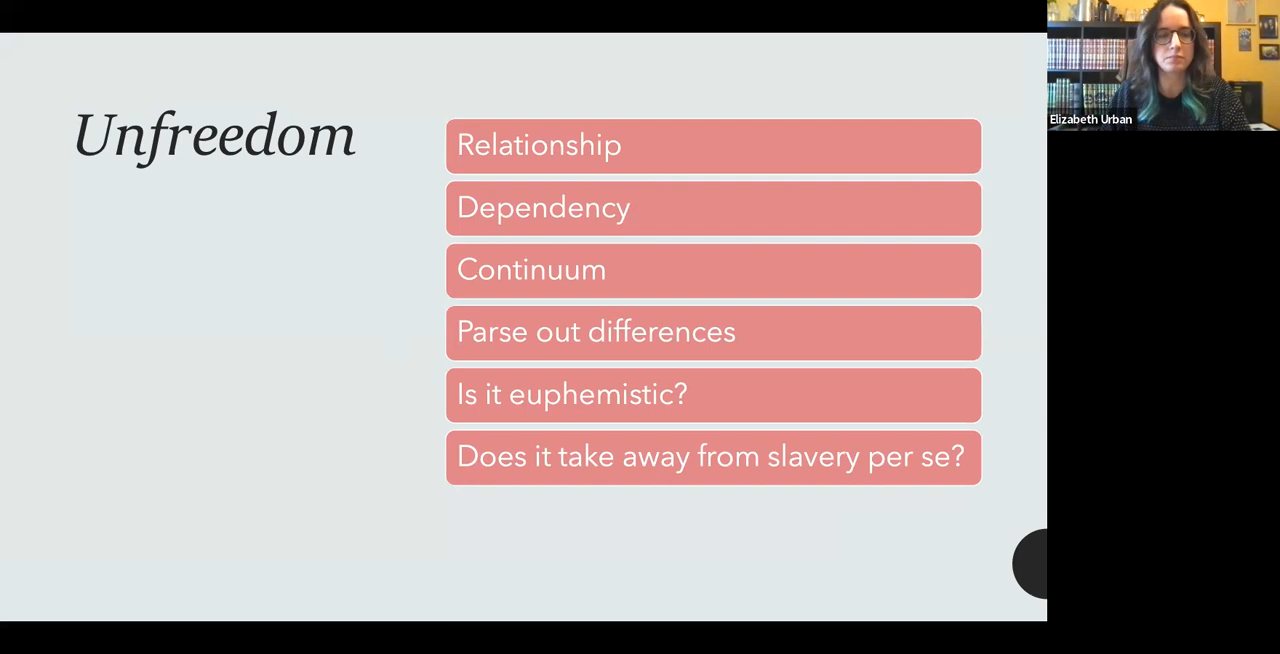 Unfreedom
Relationship
Dependency
Continuum
Parse out differences
Is it euphemistic?
Does it take away from slavery per se?
Elizabeth Urban